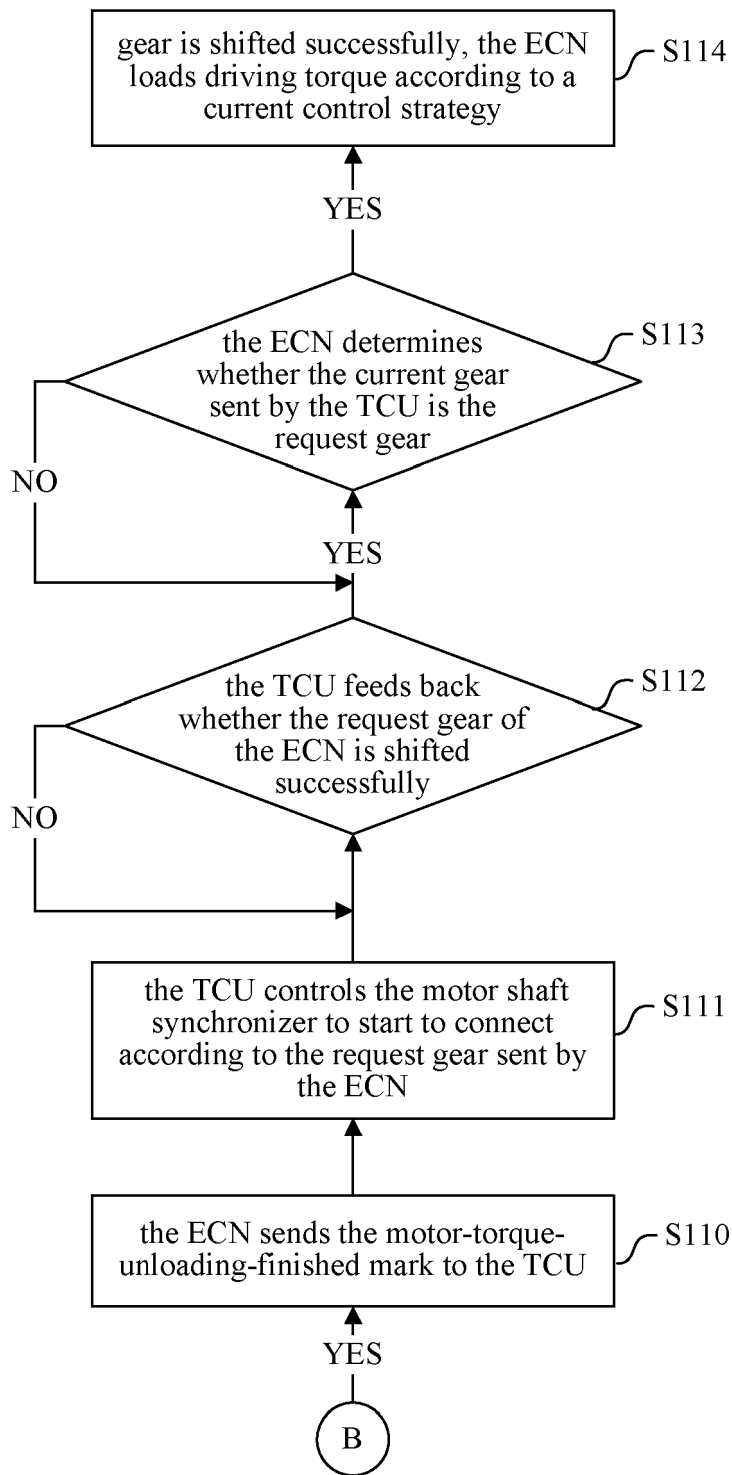 gear is shifted successfully, the ECN
loads driving torque according to a
current control strategy
S114
YES
the ECN determines
whether the current gear
sent by the TCU is the
request gear
S113
NO
YES
the TCU feeds back
whether the request gear of
the ECN is shifted
successfully
S112
NO
the TCU controls the motor shaft
synchronizer to start to connect
according to the request gear sent by
the ECN
S111
the ECN sends the motor-torque-
unloading-finished mark to the TCU
S110
YES
B